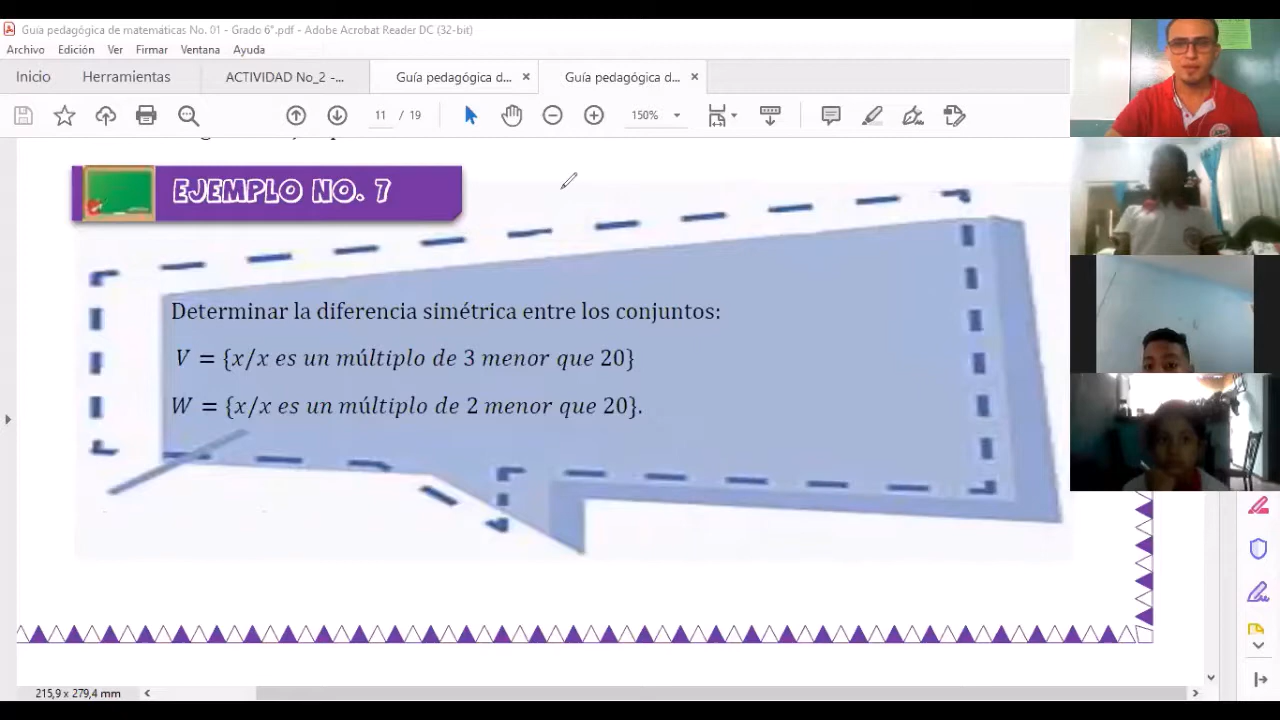 Guía pedagógica de matemáticas No. 01 - Grado 6°.pdf - Adobe Acrobat Reader DC (32-bit)
Archivo Edición Ver Firmar Ventana Ayuda
Inicio Herramientas ACTIVIDAD No_2 -... Guía pedagógica d... × Guía pedagógica d... ×
11 / 19 150%
EJEMPLO NO. 7
Determinar la diferencia simétrica entre los conjuntos:
V = {x/x es un múltiplo de 3 menor que 20}
W = {x/x es un múltiplo de 2 menor que 20}.
215,9 x 279,4 mm